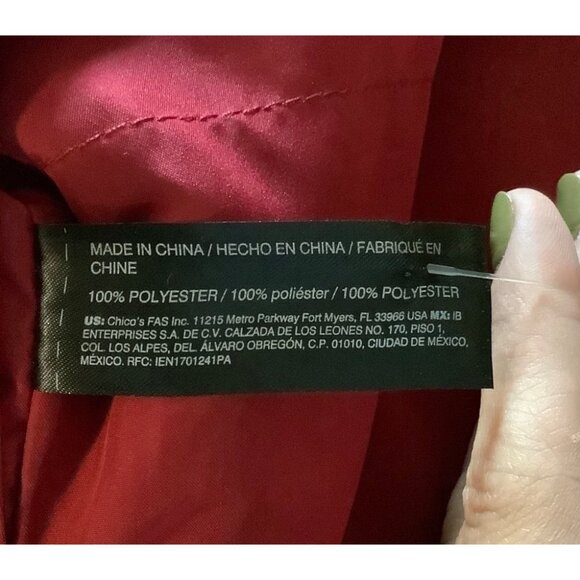 MADE IN CHINA / HECHO EN CHINA / FABRIQUÉ EN
CHINE
100% POLYESTER / 100% poliéster / 100% POLYESTER
US: Chico's FAS Inc. 11215 Metro Parkway Fort Myers, FL 33966 USA MX: IB
ENTERPRISES S.A. DE C.V. CALZADA DE LOS LEONES NO. 170, PISO 1,
COL. LOS ALPES, DEL. ÁLVARO OBREGÓN, C.P. 01010, CIUDAD DE MÉXICO,
MÉXICO. RFC: IEN1701241PA